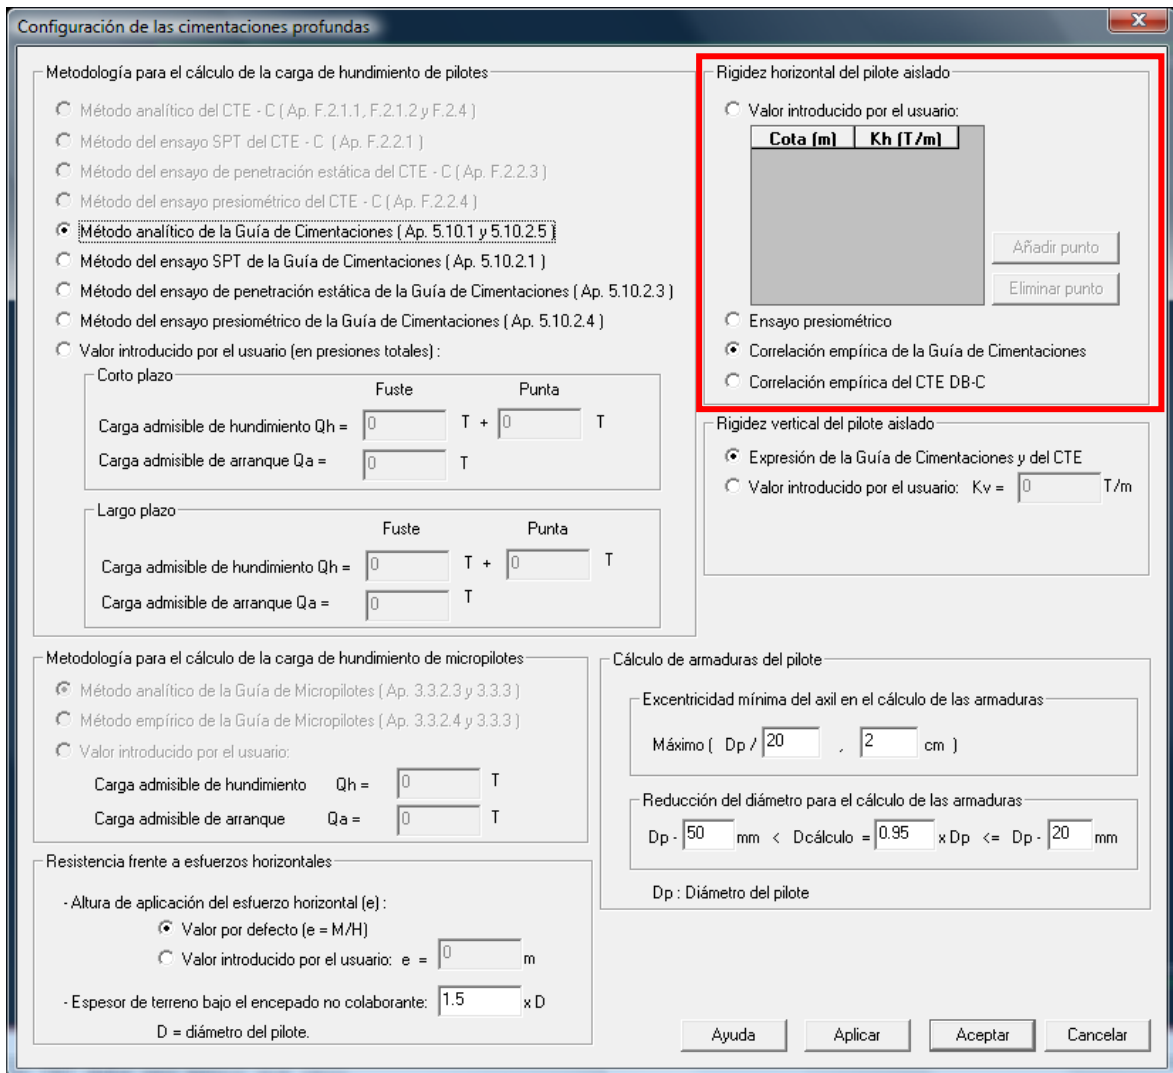 Configuración de las cimentaciones profundas
Metodología para el cálculo de la carga de hundimiento de pilotes
Método analítico del CTE - C ( Ap. F.2.1.1, F.2.1.2 y F.2.4 )
Método del ensayo SPT del CTE - C ( Ap. F.2.2.1 )
Método del ensayo de penetración estática del CTE - C ( Ap. F.2.2.3 )
Método del ensayo presiométrico del CTE - C ( Ap. F.2.2.4 )
Método analítico de la Guía de Cimentaciones ( Ap. 5.10.1 y 5.10.2.5 )
Método del ensayo SPT de la Guía de Cimentaciones ( Ap. 5.10.2.1 )
Método del ensayo de penetración estática de la Guía de Cimentaciones ( Ap. 5.10.2.3 )
Método del ensayo presiométrico de la Guía de Cimentaciones ( Ap. 5.10.2.4 )
Valor introducido por el usuario (en presiones totales) :
Corto plazo
Fuste Punta
Carga admisible de hundimiento Qh = 0 T + 0 T
Carga admisible de arranque Qa = 0 T
Largo plazo
Fuste Punta
Carga admisible de hundimiento Qh = 0 T + 0 T
Carga admisible de arranque Qa = 0 T
Rigidez horizontal del pilote aislado
Valor introducido por el usuario:
Cota (m) Kh (T/m)
Añadir punto
Eliminar punto
Ensayo presiométrico
Correlación empírica de la Guía de Cimentaciones
Correlación empírica del CTE DB-C
Rigidez vertical del pilote aislado
Expresión de la Guía de Cimentaciones y del CTE
Valor introducido por el usuario: Kv = 0 T/m
Metodología para el cálculo de la carga de hundimiento de micropilotes
Método analítico de la Guía de Micropilotes ( Ap. 3.3.2.3 y 3.3.3 )
Método empírico de la Guía de Micropilotes ( Ap. 3.3.2.4 y 3.3.3 )
Valor introducido por el usuario:
Carga admisible de hundimiento Qh = 0 T
Carga admisible de arranque Qa = 0 T
Resistencia frente a esfuerzos horizontales
- Altura de aplicación del esfuerzo horizontal (e) :
Valor por defecto (e = M/H)
Valor introducido por el usuario: e = 0 m
- Espesor de terreno bajo el encepado no colaborante: 1.5 x D
D = diámetro del pilote.
Cálculo de armaduras del pilote
Excentricidad mínima del axil en el cálculo de las armaduras
Máximo ( Dp / 20 , 2 cm )
Reducción del diámetro para el cálculo de las armaduras
Dp - 50 mm < Dcálculo = 0.95 x Dp <= Dp - 20 mm
Dp : Diámetro del pilote
Ayuda Aplicar Aceptar Cancelar